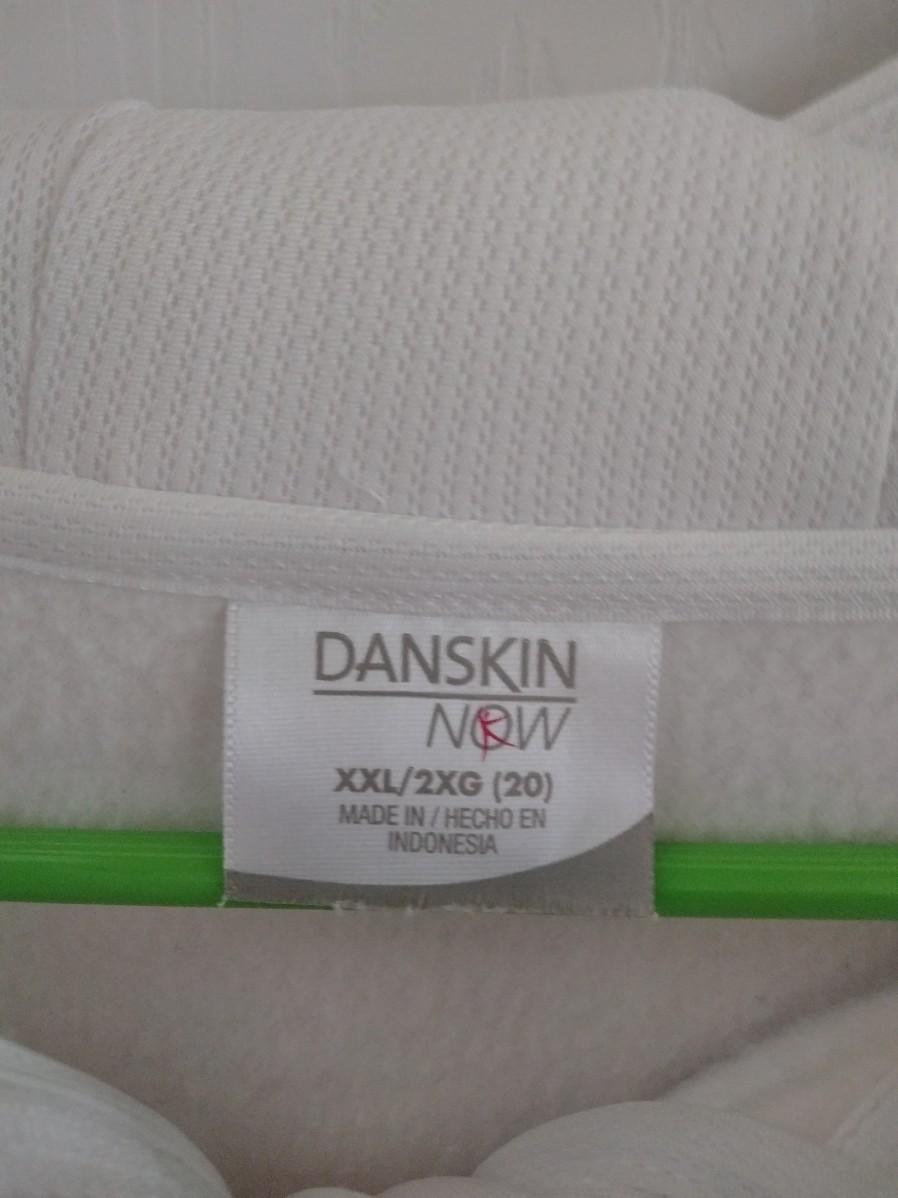 DANSKIN
NOW
XXL/2XG (20)
MADE IN / HECHO EN
INDONESIA